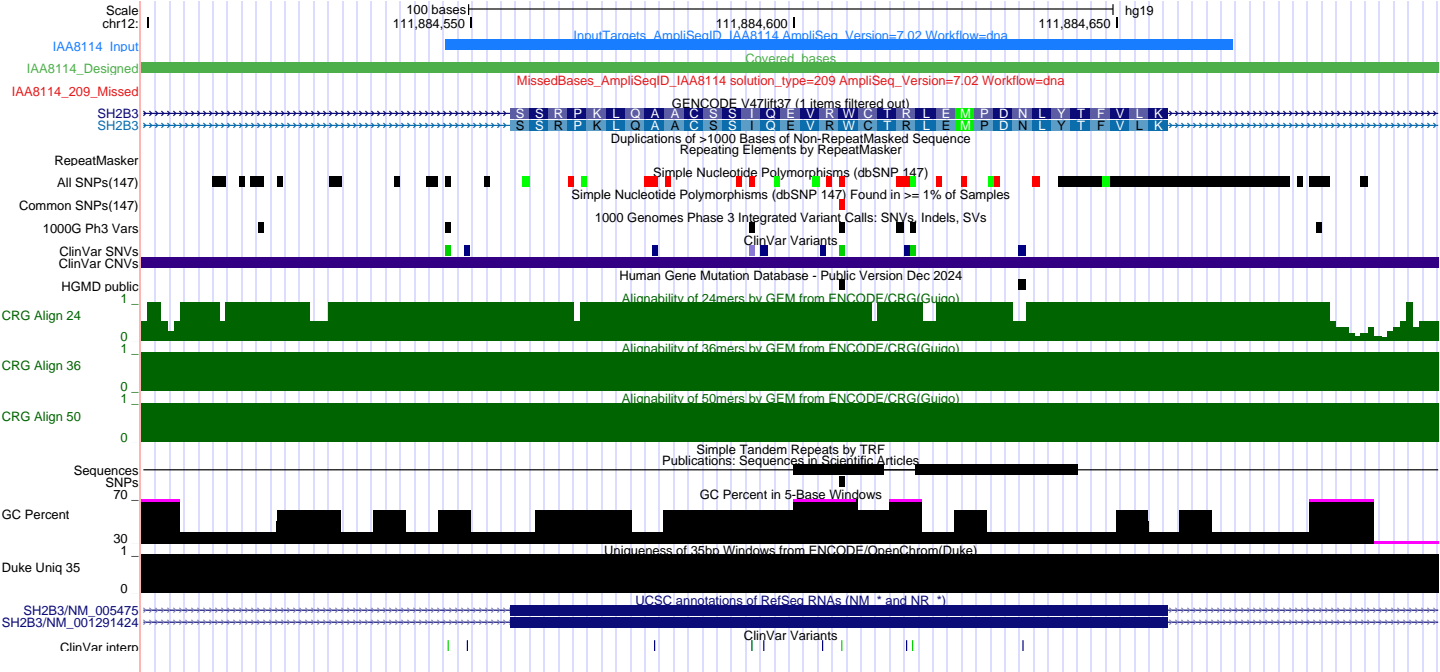 Scale 100 bases hg19
chr12: 111,884,550 111,884,600 111,884,650
InputTargets_AmpliSeqID_IAA8114 AmpliSeq_Version=7.02 Workflow=dna
IAA8114_Input
Covered_bases
IAA8114_Designed
MissedBases_AmpliSeqID_IAA8114 solution_type=209 AmpliSeq_Version=7.02 Workflow=dna
IAA8114_209_Missed
GENCODE V47lift37 (1 items filtered out)
SH2B3 S S R P K L Q A A C S S I Q E V R W C T R L E M P D N L Y T F V L K
SH2B3 S S R P K L Q A A C S S I Q E V R W C T R L E M P D N L Y T F V L K
Duplications of >1000 Bases of Non-RepeatMasked Sequence
Repeating Elements by RepeatMasker
RepeatMasker
Simple Nucleotide Polymorphisms (dbSNP 147)
All SNPs(147)
Simple Nucleotide Polymorphisms (dbSNP 147) Found in >= 1% of Samples
Common SNPs(147)
1000 Genomes Phase 3 Integrated Variant Calls: SNVs, Indels, SVs
1000G Ph3 Vars
ClinVar Variants
ClinVar SNVs
ClinVar CNVs
Human Gene Mutation Database - Public Version Dec 2024
HGMD public
Alignability of 24mers by GEM from ENCODE/CRG(Guigo)
1 _
CRG Align 24
0 _
Alignability of 36mers by GEM from ENCODE/CRG(Guigo)
1 _
CRG Align 36
0 _
Alignability of 50mers by GEM from ENCODE/CRG(Guigo)
1 _
CRG Align 50
0
Simple Tandem Repeats by TRF
Publications: Sequences in Scientific Articles
Sequences
SNPs
GC Percent in 5-Base Windows
70 _
GC Percent
30
Uniqueness of 35bp Windows from ENCODE/OpenChrom(Duke)
1 _
Duke Uniq 35
0
UCSC annotations of RefSeq RNAs (NM_* and NR_*)
SH2B3/NM_005475
SH2B3/NM_001291424
ClinVar Variants
ClinVar interp